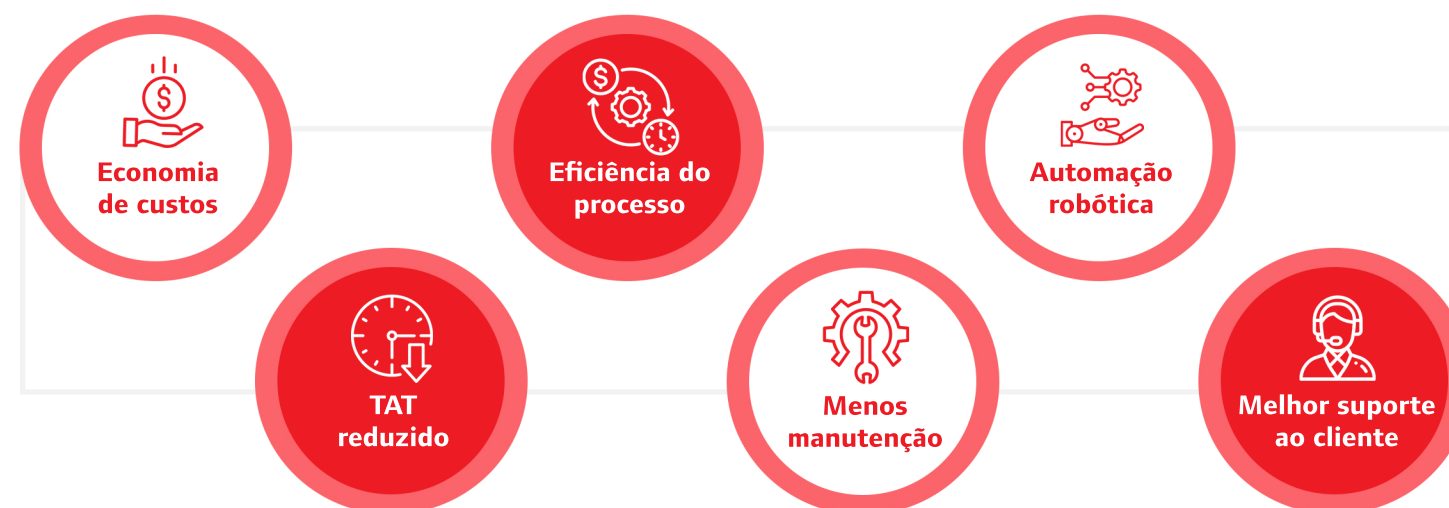 Economia
de custos
Eficiência do
processo
Automação
robótica
TAT
reduzido
Menos
manutenção
Melhor suporte
ao cliente